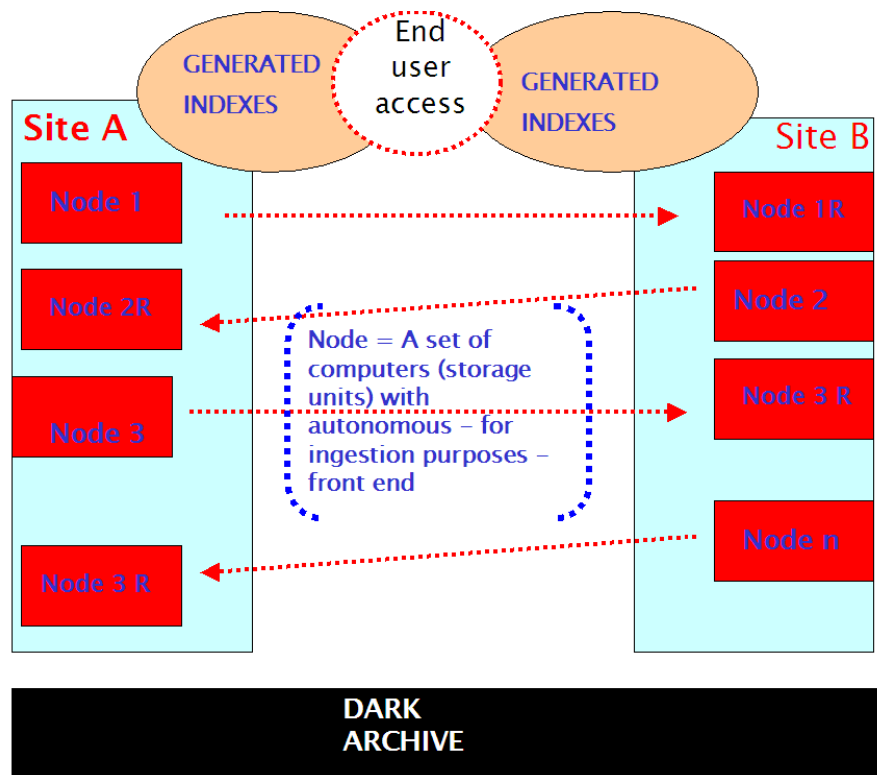 End
user
access
GENERATED
INDEXES
GENERATED
INDEXES
Site A
Site B
Node 1
Node 1R
Node 2R
Node 2
Node = A set of
computers (storage
units) with
autonomous – for
ingestion purposes –
front end
Node 3
Node 3 R
Node 3 R
Node n
DARK
ARCHIVE